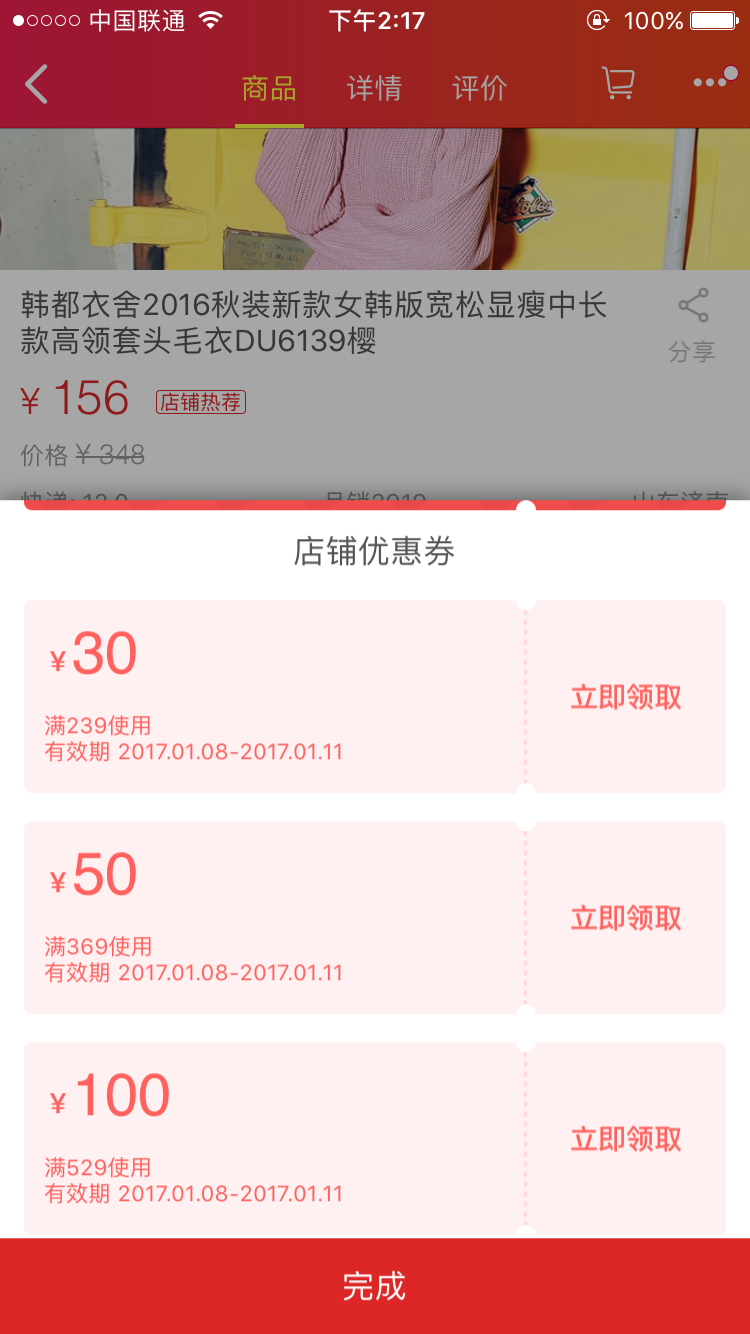 中国联通 下午2:17 100%
商品 详情 评价
韩都衣舍2016秋装新款女韩版宽松显瘦中长
款高领套头毛衣DU6139樱
分享
¥ 156 店铺热荐
价格 ¥ 348
店铺优惠券
¥30
立即领取
满239使用
有效期 2017.01.08-2017.01.11
¥50
立即领取
满369使用
有效期 2017.01.08-2017.01.11
¥100
立即领取
满529使用
有效期 2017.01.08-2017.01.11
完成